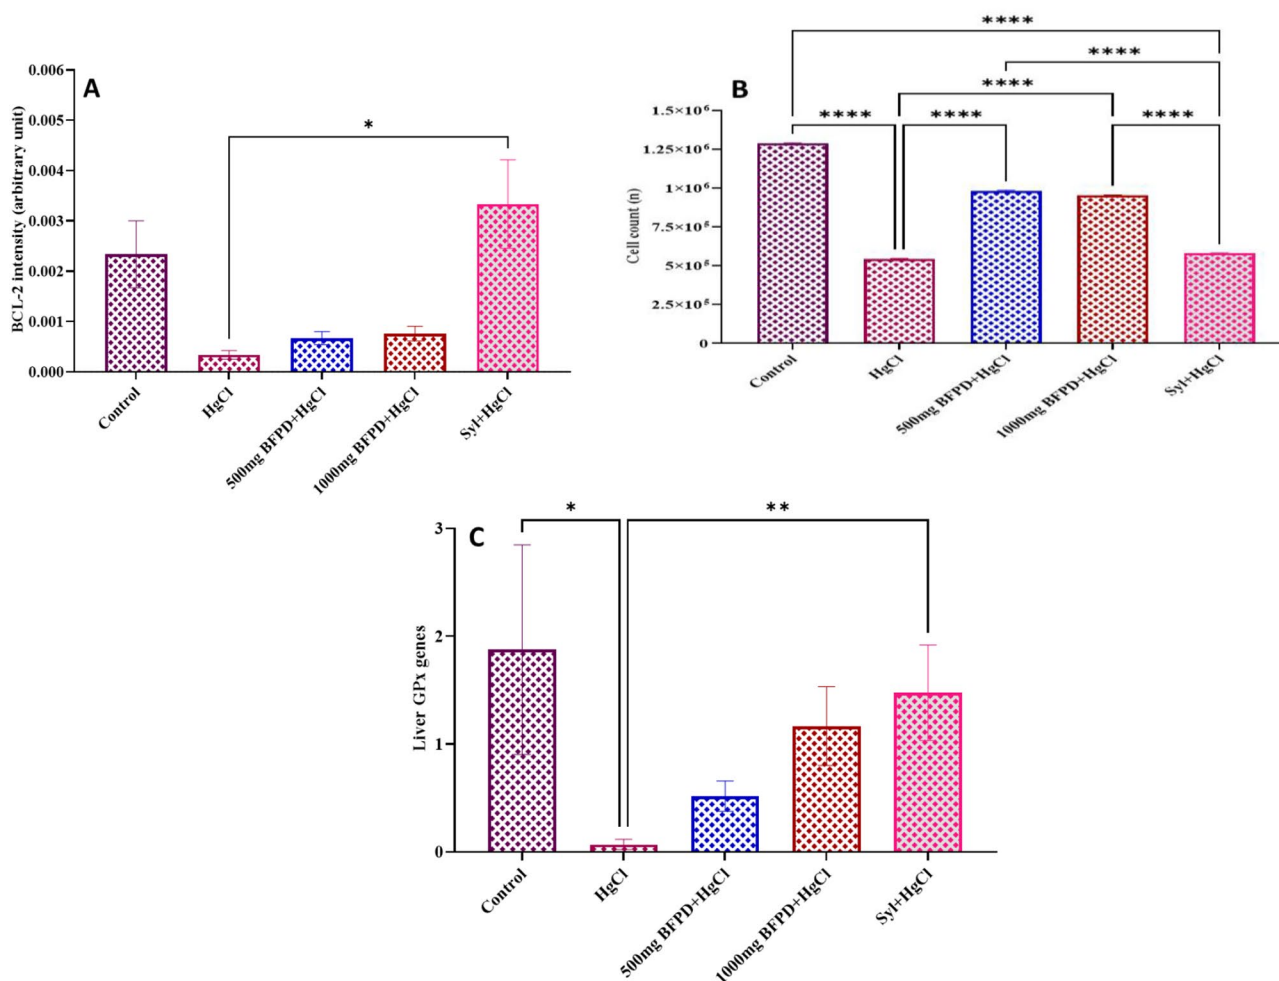 A
BCL-2 intensity (arbitrary unit)
0.006
0.005
0.004
0.003
0.002
0.001
0.000
*
Control
HgCl
500mg BFPD+HgCl
1000mg BFPD+HgCl
Syl+HgCl
B
Cell count (n)
1.5×10⁶
1.25×10⁶
1×10⁶
7.5×10⁵
5×10⁵
2.5×10⁵
0
****
****
****
**** **** ****
Control
HgCl
500mg BFPD+HgCl
1000mg BFPD+HgCl
Syl+HgCl
C
Liver GPx genes
3
2
1
0
* **
Control
HgCl
500mg BFPD+HgCl
1000mg BFPD+HgCl
Syl+HgCl